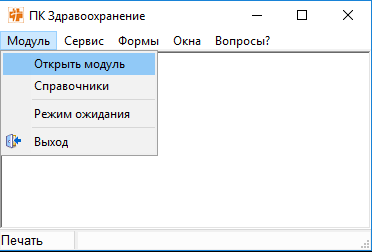 ПК Здравоохранение
Модуль Сервис Формы Окна Вопросы?
Открыть модуль
Справочники
Режим ожидания
Выход
Печать